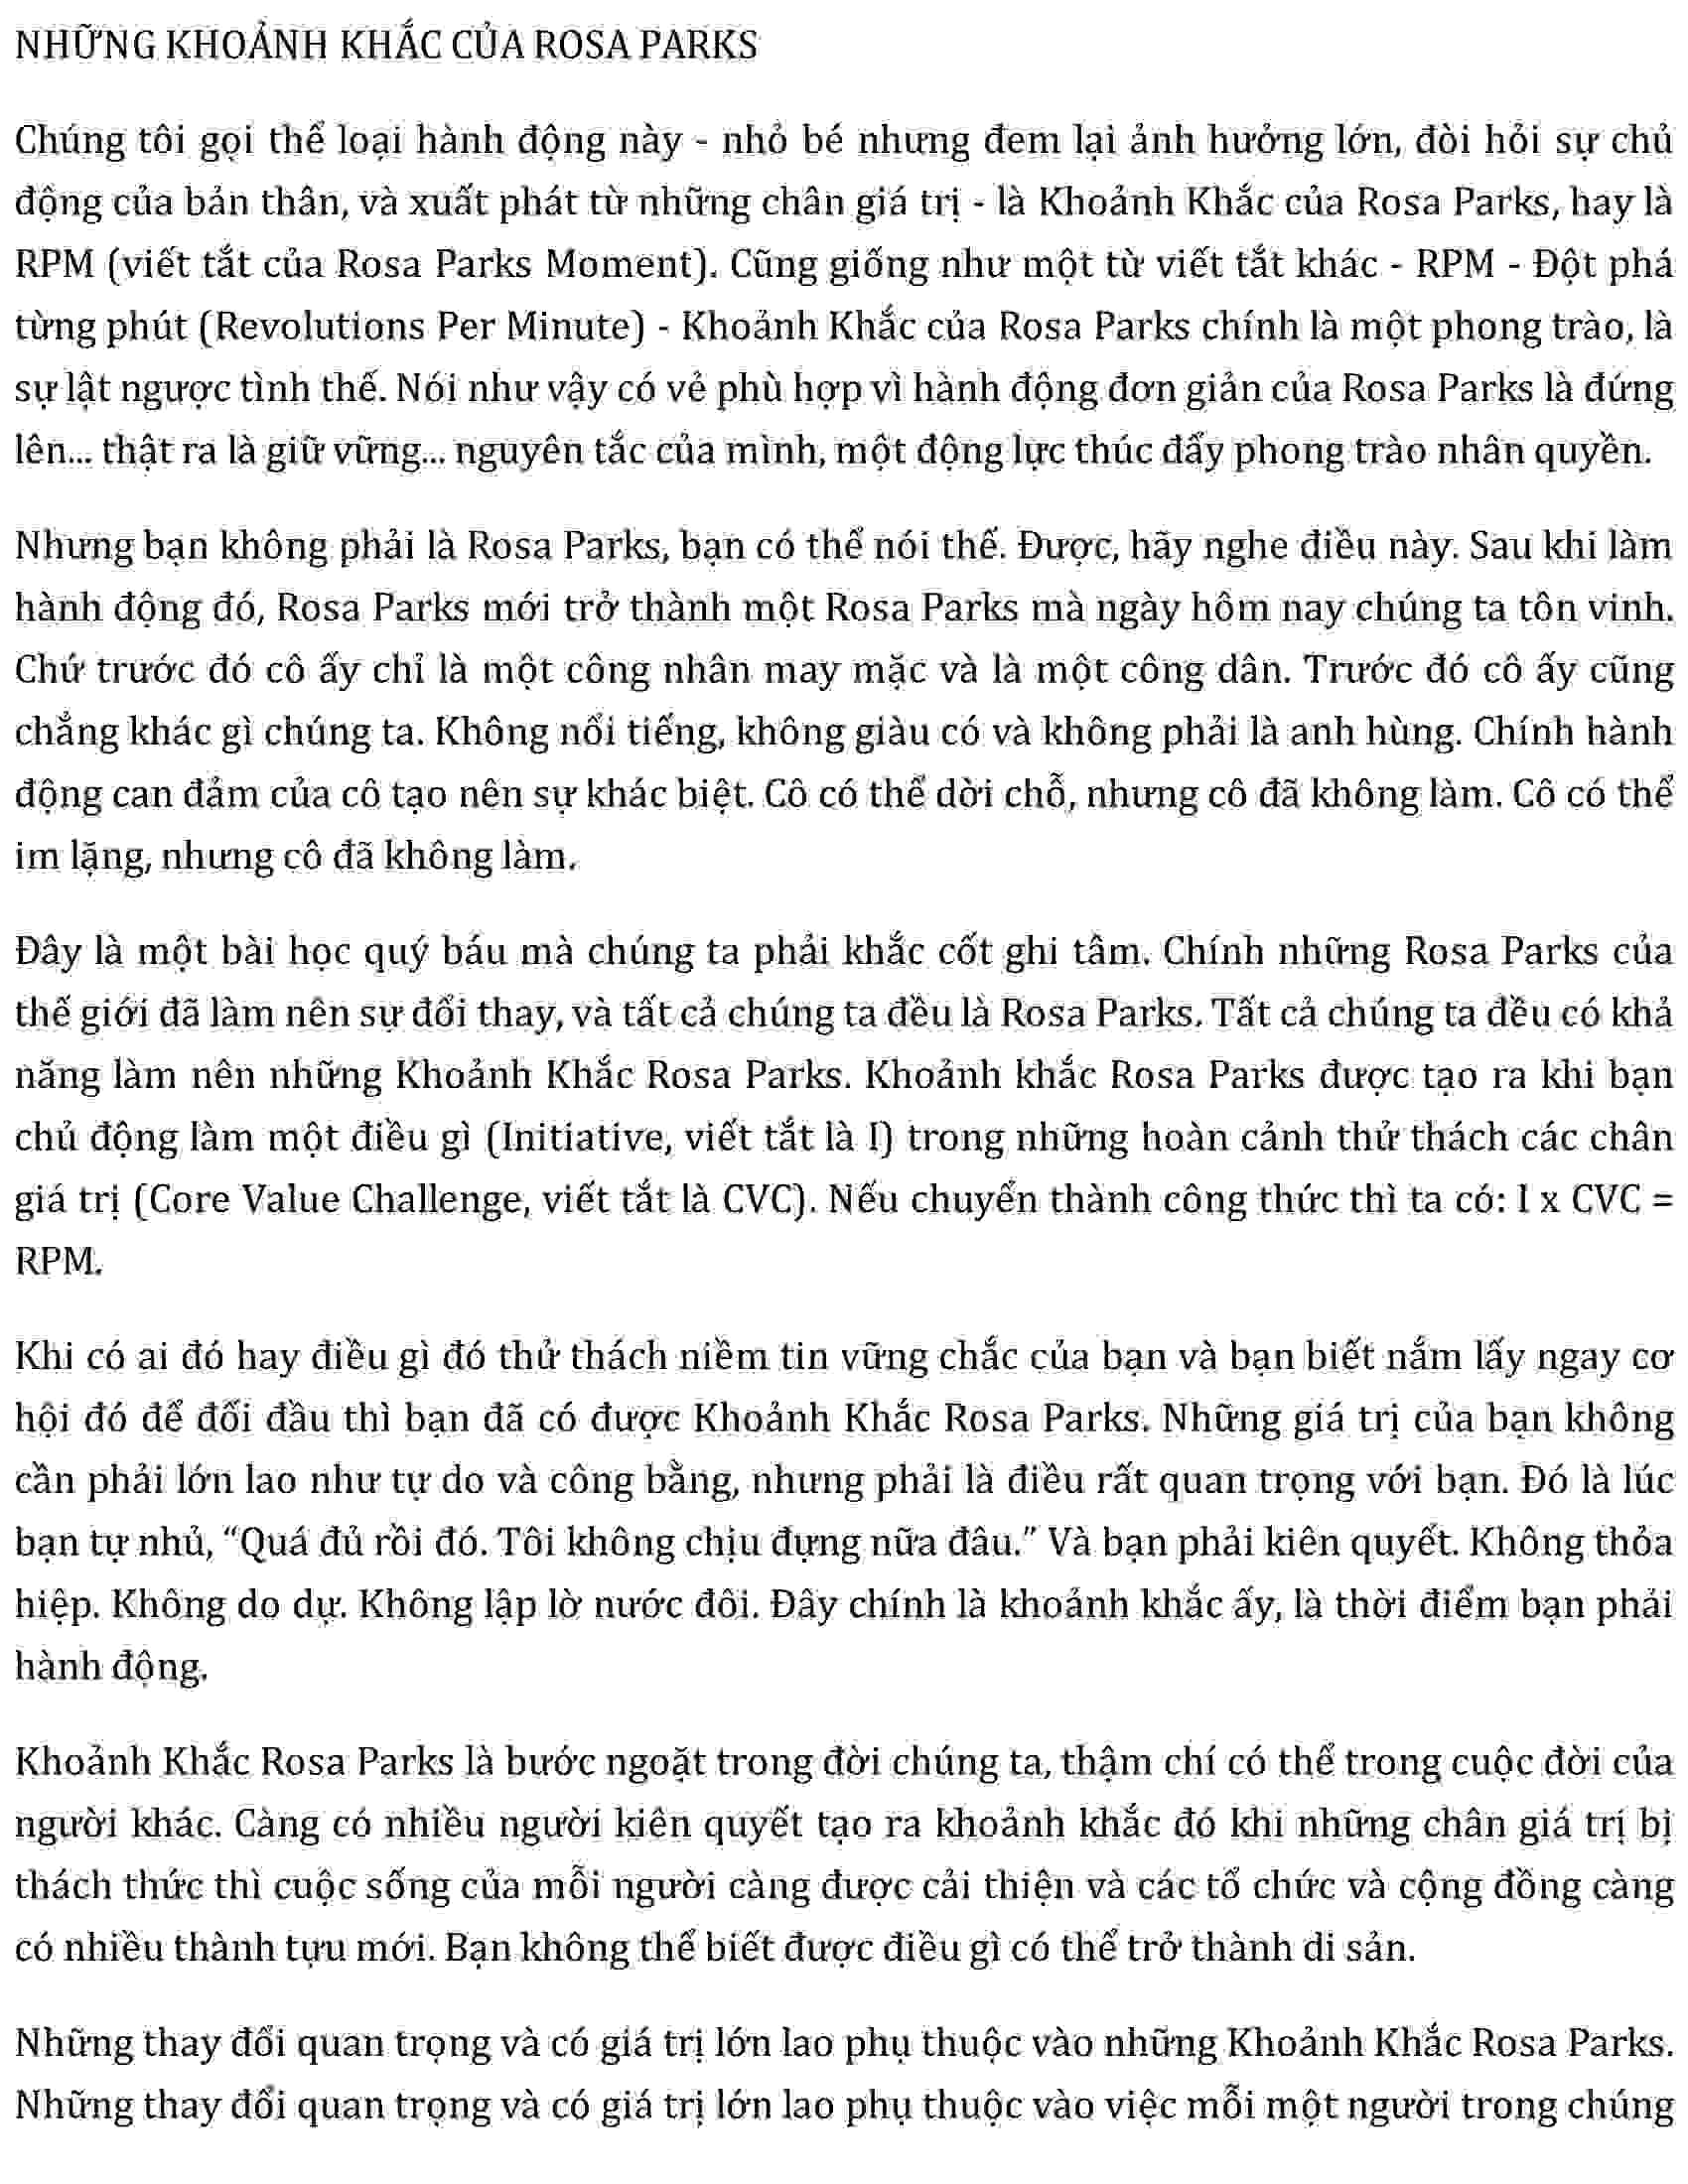 NHỮNG KHOẢNH KHẮC CỦA ROSA PARKS
Chúng tôi gọi thể loại hành động này - nhỏ bé nhưng đem lại ảnh hưởng lớn, đòi hỏi sự chủ
động của bản thân, và xuất phát từ những chân giá trị - là Khoảnh Khắc của Rosa Parks, hay là
RPM (viết tắt của Rosa Parks Moment). Cũng giống như một từ viết tắt khác - RPM - Đột phá
từng phút (Revolutions Per Minute) - Khoảnh Khắc của Rosa Parks chính là một phong trào, là
sự lật ngược tình thế. Nói như vậy có vẻ phù hợp vì hành động đơn giản của Rosa Parks là đứng
lên... thật ra là giữ vững... nguyên tắc của mình, một động lực thúc đẩy phong trào nhân quyền.
Nhưng bạn không phải là Rosa Parks, bạn có thể nói thế. Được, hãy nghe điều này. Sau khi làm
hành động đó, Rosa Parks mới trở thành một Rosa Parks mà ngày hôm nay chúng ta tôn vinh.
Chứ trước đó cô ấy chỉ là một công nhân may mặc và là một công dân. Trước đó cô ấy cũng
chẳng khác gì chúng ta. Không nổi tiếng, không giàu có và không phải là anh hùng. Chính hành
động can đảm của cô tạo nên sự khác biệt. Cô có thể dời chỗ, nhưng cô đã không làm. Cô có thể
im lặng, nhưng cô đã không làm.
Đây là một bài học quý báu mà chúng ta phải khắc cốt ghi tâm. Chính những Rosa Parks của
thế giới đã làm nên sự đổi thay, và tất cả chúng ta đều là Rosa Parks. Tất cả chúng ta đều có khả
năng làm nên những Khoảnh Khắc Rosa Parks. Khoảnh khắc Rosa Parks được tạo ra khi bạn
chủ động làm một điều gì (Initiative, viết tắt là I) trong những hoàn cảnh thử thách các chân
giá trị (Core Value Challenge, viết tắt là CVC). Nếu chuyển thành công thức thì ta có: I x CVC =
RPM.
Khi có ai đó hay điều gì đó thử thách niềm tin vững chắc của bạn và bạn biết nắm lấy ngay cơ
hội đó để đối đầu thì bạn đã có được Khoảnh Khắc Rosa Parks. Những giá trị của bạn không
cần phải lớn lao như tự do và công bằng, nhưng phải là điều rất quan trọng với bạn. Đó là lúc
bạn tự nhủ, “Quá đủ rồi đó. Tôi không chịu đựng nữa đâu.” Và bạn phải kiên quyết. Không thỏa
hiệp. Không do dự. Không lập lờ nước đôi. Đây chính là khoảnh khắc ấy, là thời điểm bạn phải
hành động.
Khoảnh Khắc Rosa Parks là bước ngoặt trong đời chúng ta, thậm chí có thể trong cuộc đời của
người khác. Càng có nhiều người kiên quyết tạo ra khoảnh khắc đó khi những chân giá trị bị
thách thức thì cuộc sống của mỗi người càng được cải thiện và các tổ chức và cộng đồng càng
có nhiều thành tựu mới. Bạn không thể biết được điều gì có thể trở thành di sản.
Những thay đổi quan trọng và có giá trị lớn lao phụ thuộc vào những Khoảnh Khắc Rosa Parks.
Những thay đổi quan trọng và có giá trị lớn lao phụ thuộc vào việc mỗi một người trong chúng